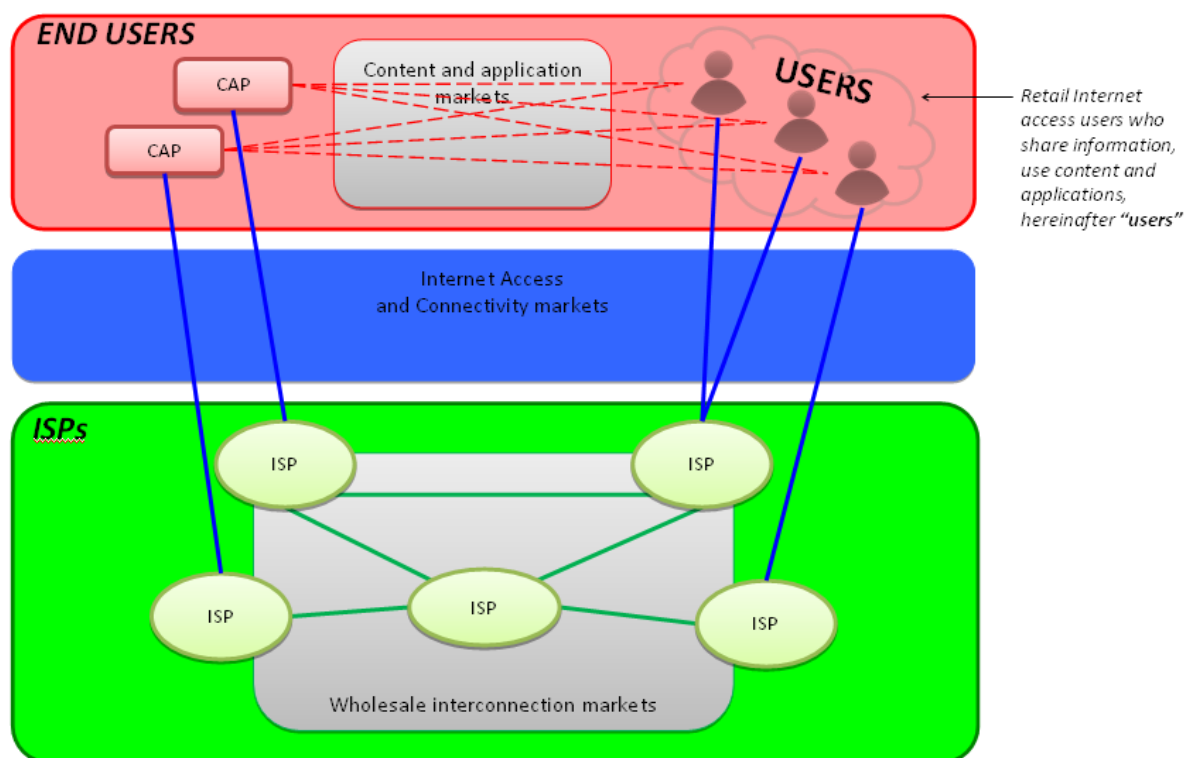 END USERS
CAP
CAP
Content and application
markets
USERS
Retail Internet
access users who
share information,
use content and
applications,
hereinafter “users”
Internet Access
and Connectivity markets
ISPs
ISP
ISP
ISP
ISP
ISP
Wholesale interconnection markets